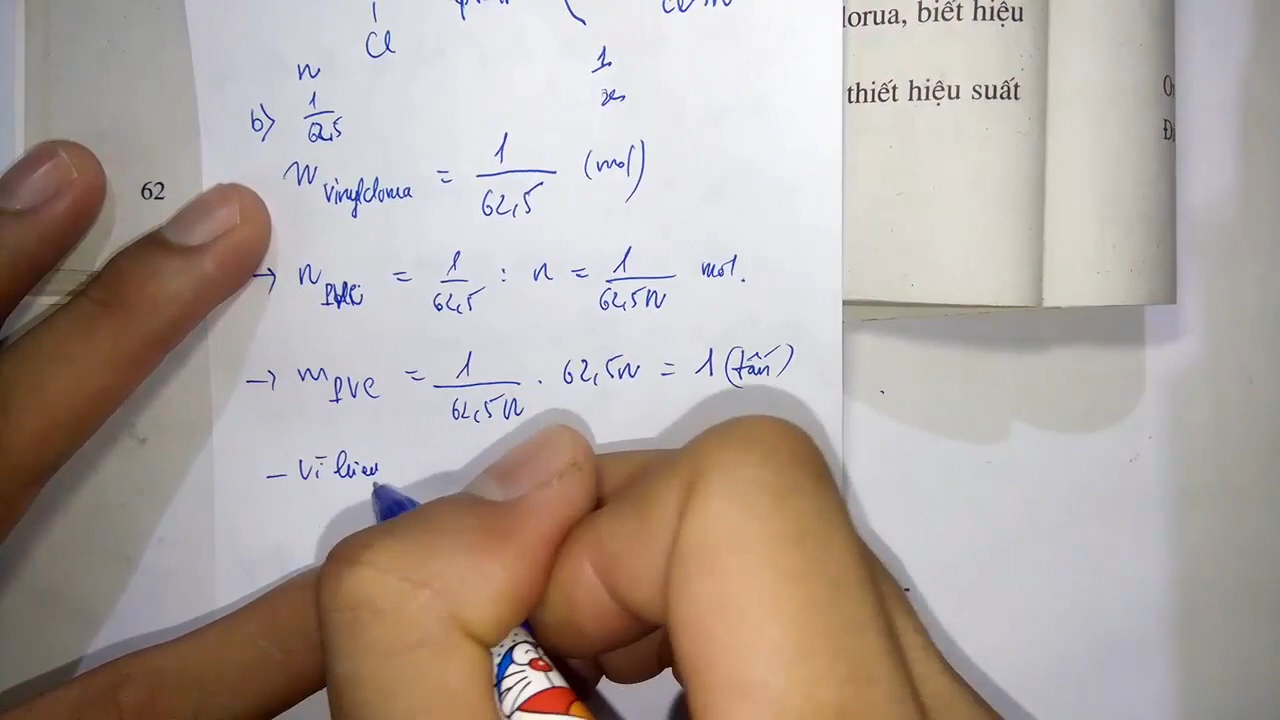 lorua, biết hiệu
thiết hiệu suất
62
Cl
n
1
b) 1/62,5
n vinylclorua = 1/62,5 (mol)
→ n PVC = 1/62,5 : n = 1/62,5n mol.
→ m PVC = 1/62,5n . 62,5n = 1 (tấn)
- Vì hiệu